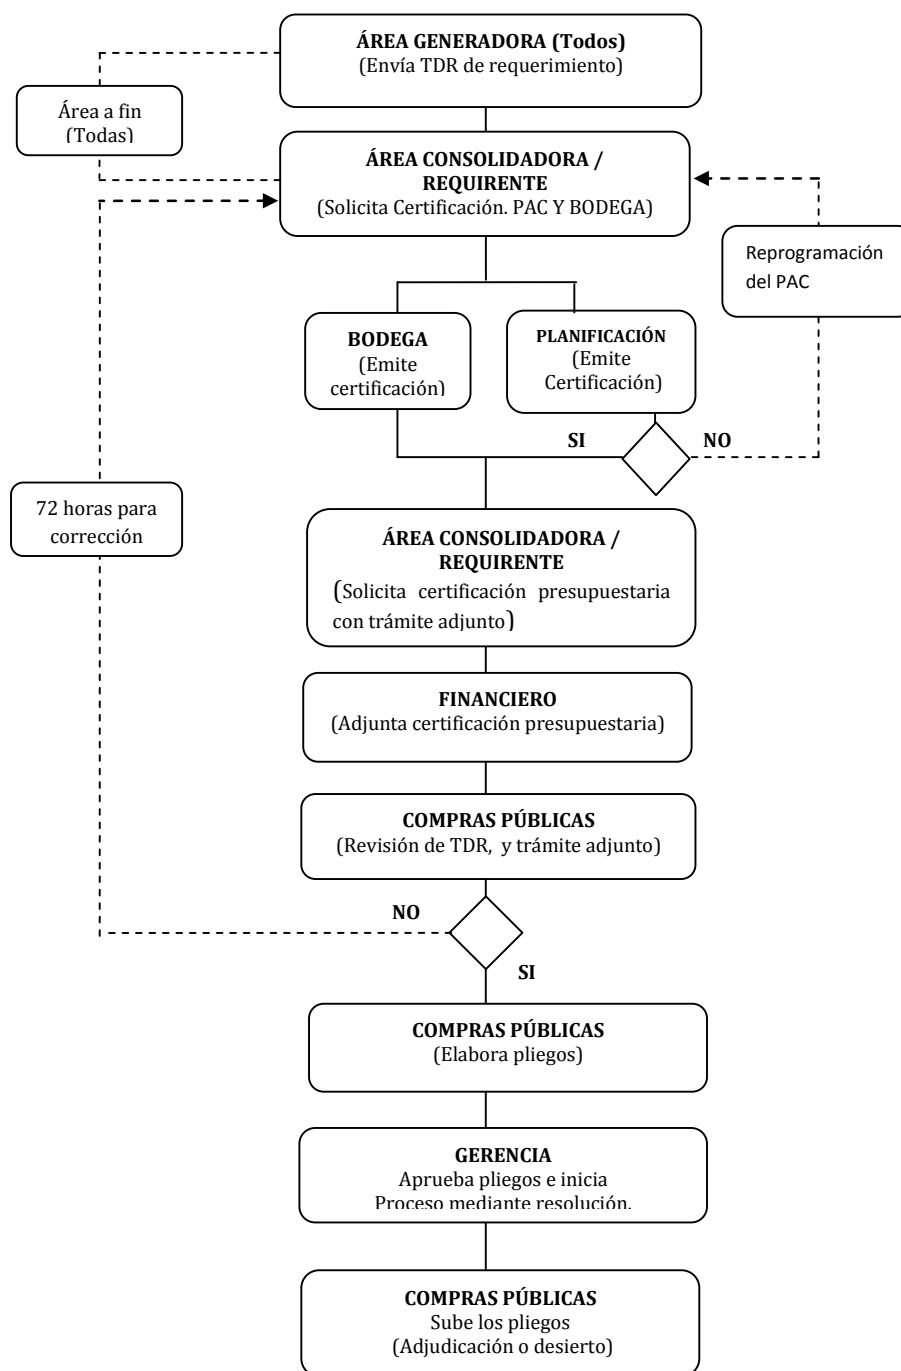 ÁREA GENERADORA (Todos)
(Envía TDR de requerimiento)
Área a fin
(Todas)
ÁREA CONSOLIDADORA /
REQUIRENTE
(Solicita Certificación. PAC Y BODEGA)
Reprogramación
del PAC
BODEGA
(Emite
certificación)
PLANIFICACIÓN
(Emite
Certificación)
SI
NO
72 horas para
corrección
ÁREA CONSOLIDADORA /
REQUIRENTE
(Solicita certificación presupuestaria
con trámite adjunto)
FINANCIERO
(Adjunta certificación presupuestaria)
COMPRAS PÚBLICAS
(Revisión de TDR, y trámite adjunto)
NO
SI
COMPRAS PÚBLICAS
(Elabora pliegos)
GERENCIA
Aprueba pliegos e inicia
Proceso mediante resolución.
COMPRAS PÚBLICAS
Sube los pliegos
(Adjudicación o desierto)